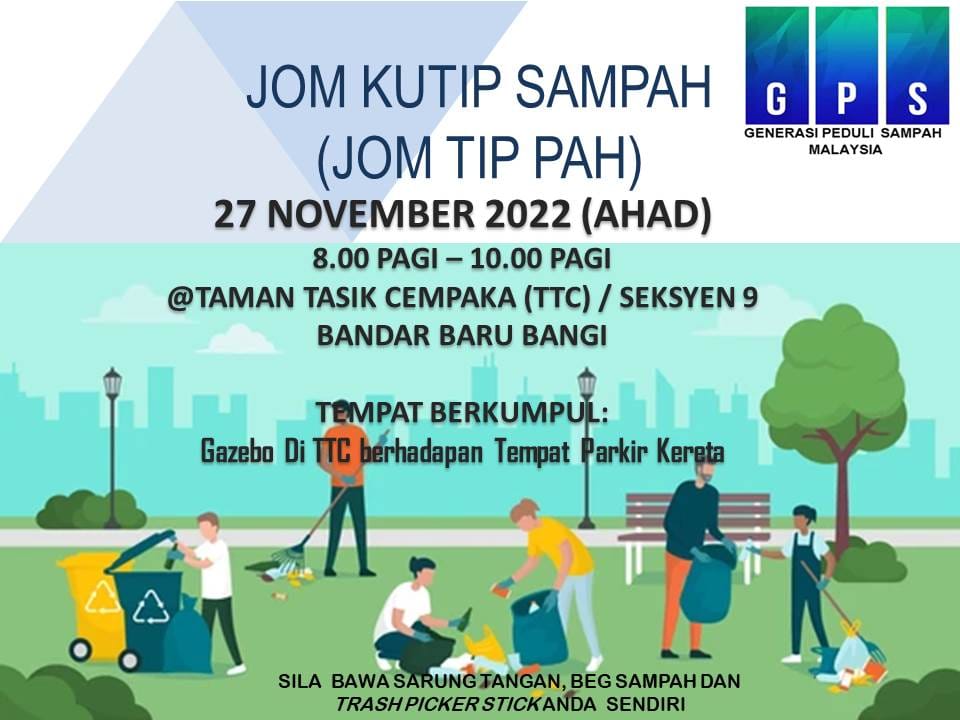 JOM KUTIP SAMPAH
(JOM TIP PAH)
G P S
GENERASI PEDULI SAMPAH
MALAYSIA
27 NOVEMBER 2022 (AHAD)
8.00 PAGI – 10.00 PAGI
@TAMAN TASIK CEMPAKA (TTC) / SEKSYEN 9
BANDAR BARU BANGI
TEMPAT BERKUMPUL:
Gazebo Di TTC berhadapan Tempat Parkir Kereta
SILA BAWA SARUNG TANGAN, BEG SAMPAH DAN
TRASH PICKER STICK ANDA SENDIRI